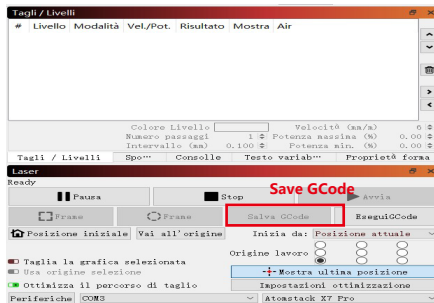 Tagli / Livelli
# Livello Modalità Vel./Pot. Risultato Mostra Air
Colore Livello Velocità (mm/m) 6
Numero passaggi 1 Potenza massima (%) 0.00
Intervallo (mm) 0.100 Potenza min. (%) 0.00
Tagli / Livelli Spo··· Consolle Testo variab··· Proprietà forma
Laser
Ready
Pausa Stop Avvia
Save GCode
Frame Frame Salva GCode EseguiGCode
Posizione iniziale Vai all'origine Inizia da: Posizione attuale
Origine lavoro
Taglia la grafica selezionata
Usa origine selezione Mostra ultima posizione
Ottimizza il percorso di taglio Impostazioni ottimizzazione
Periferiche COM3 Atomstack X7 Pro